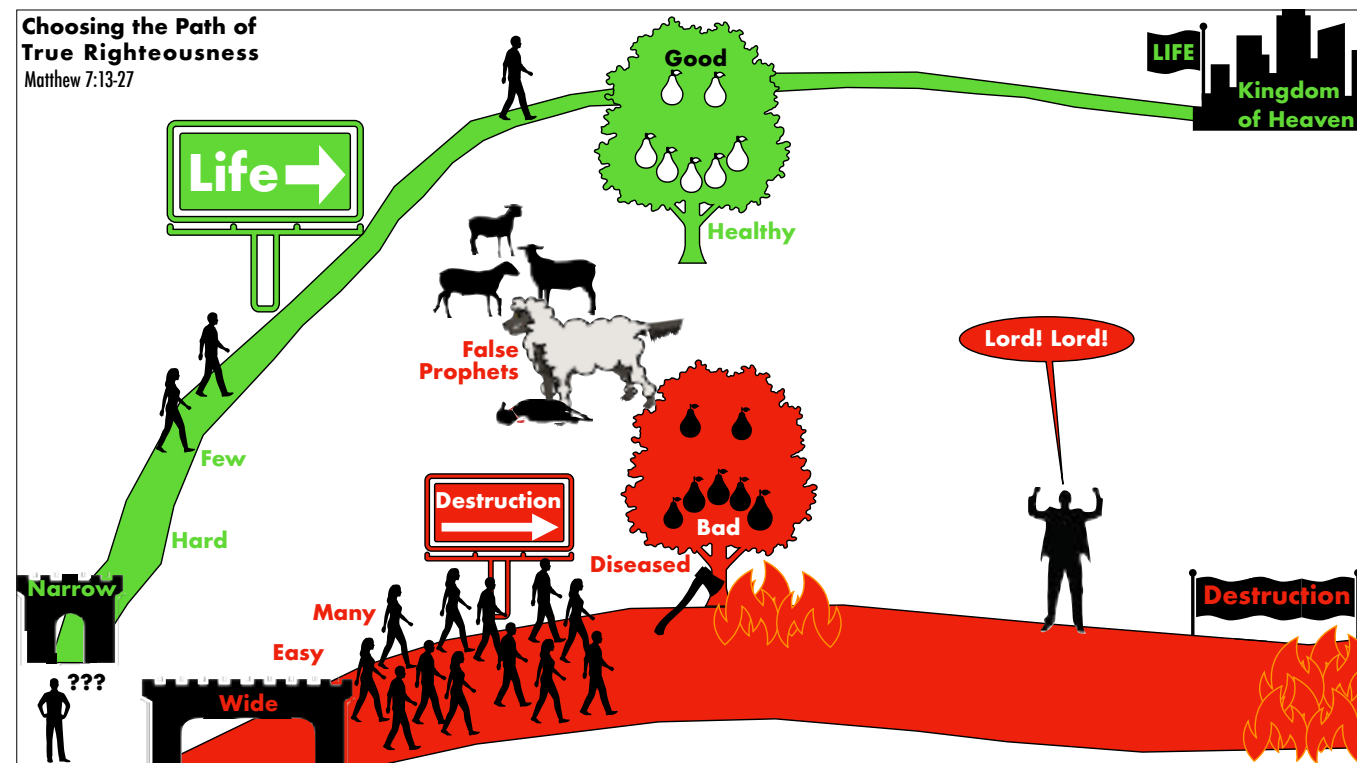 Choosing the Path of
True Righteousness
Matthew 7:13-27
Good
LIFE
Kingdom
of Heaven
Life
Healthy
Lord! Lord!
False
Prophets
Few
Destruction
Bad
Hard
Diseased
Narrow
Many
Destruction
Easy
???
Wide